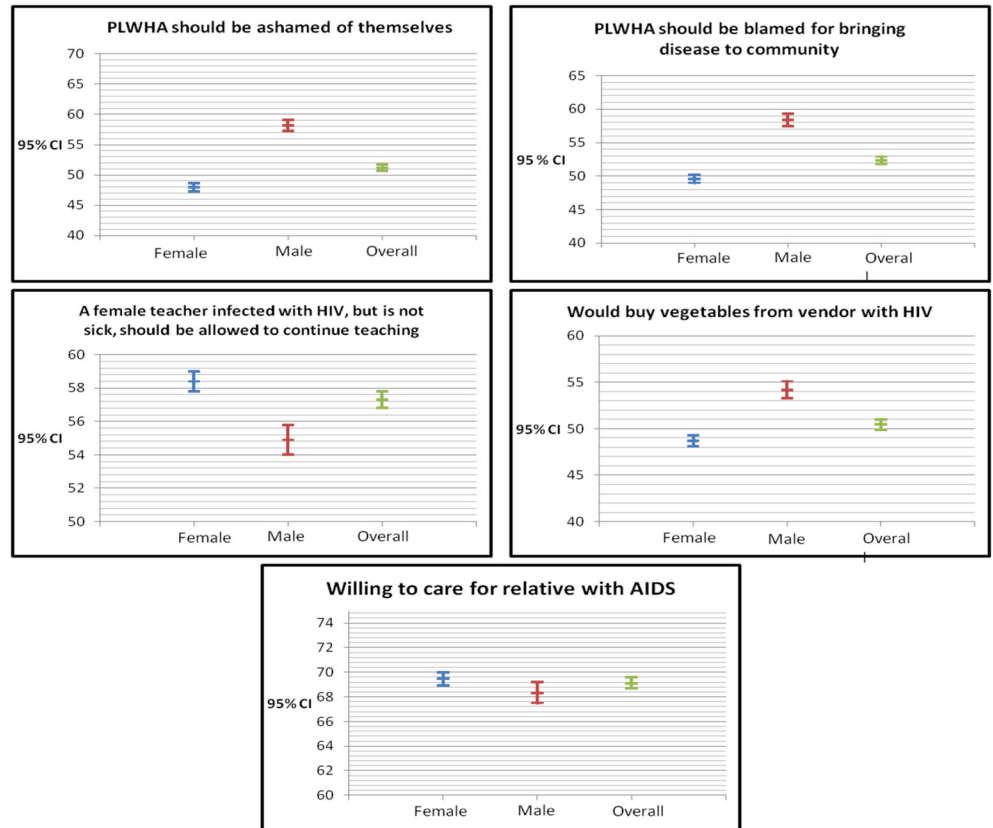 PLWHA should be ashamed of themselves
70
65
60
95% CI 55
50
45
40
Female Male Overall
PLWHA should be blamed for bringing
disease to community
65
60
55
95 % CI
50
45
40
Female Male Overal
l
A female teacher infected with HIV, but is not
sick, should be allowed to continue teaching
60
58
56
95% CI
54
52
50
Female Male Overall
Would buy vegetables from vendor with HIV
60
55
95% CI 50
45
40
Female Male Overal
l
Willing to care for relative with AIDS
74
72
70
68
95% CI
66
64
62
60
Female Male Overall